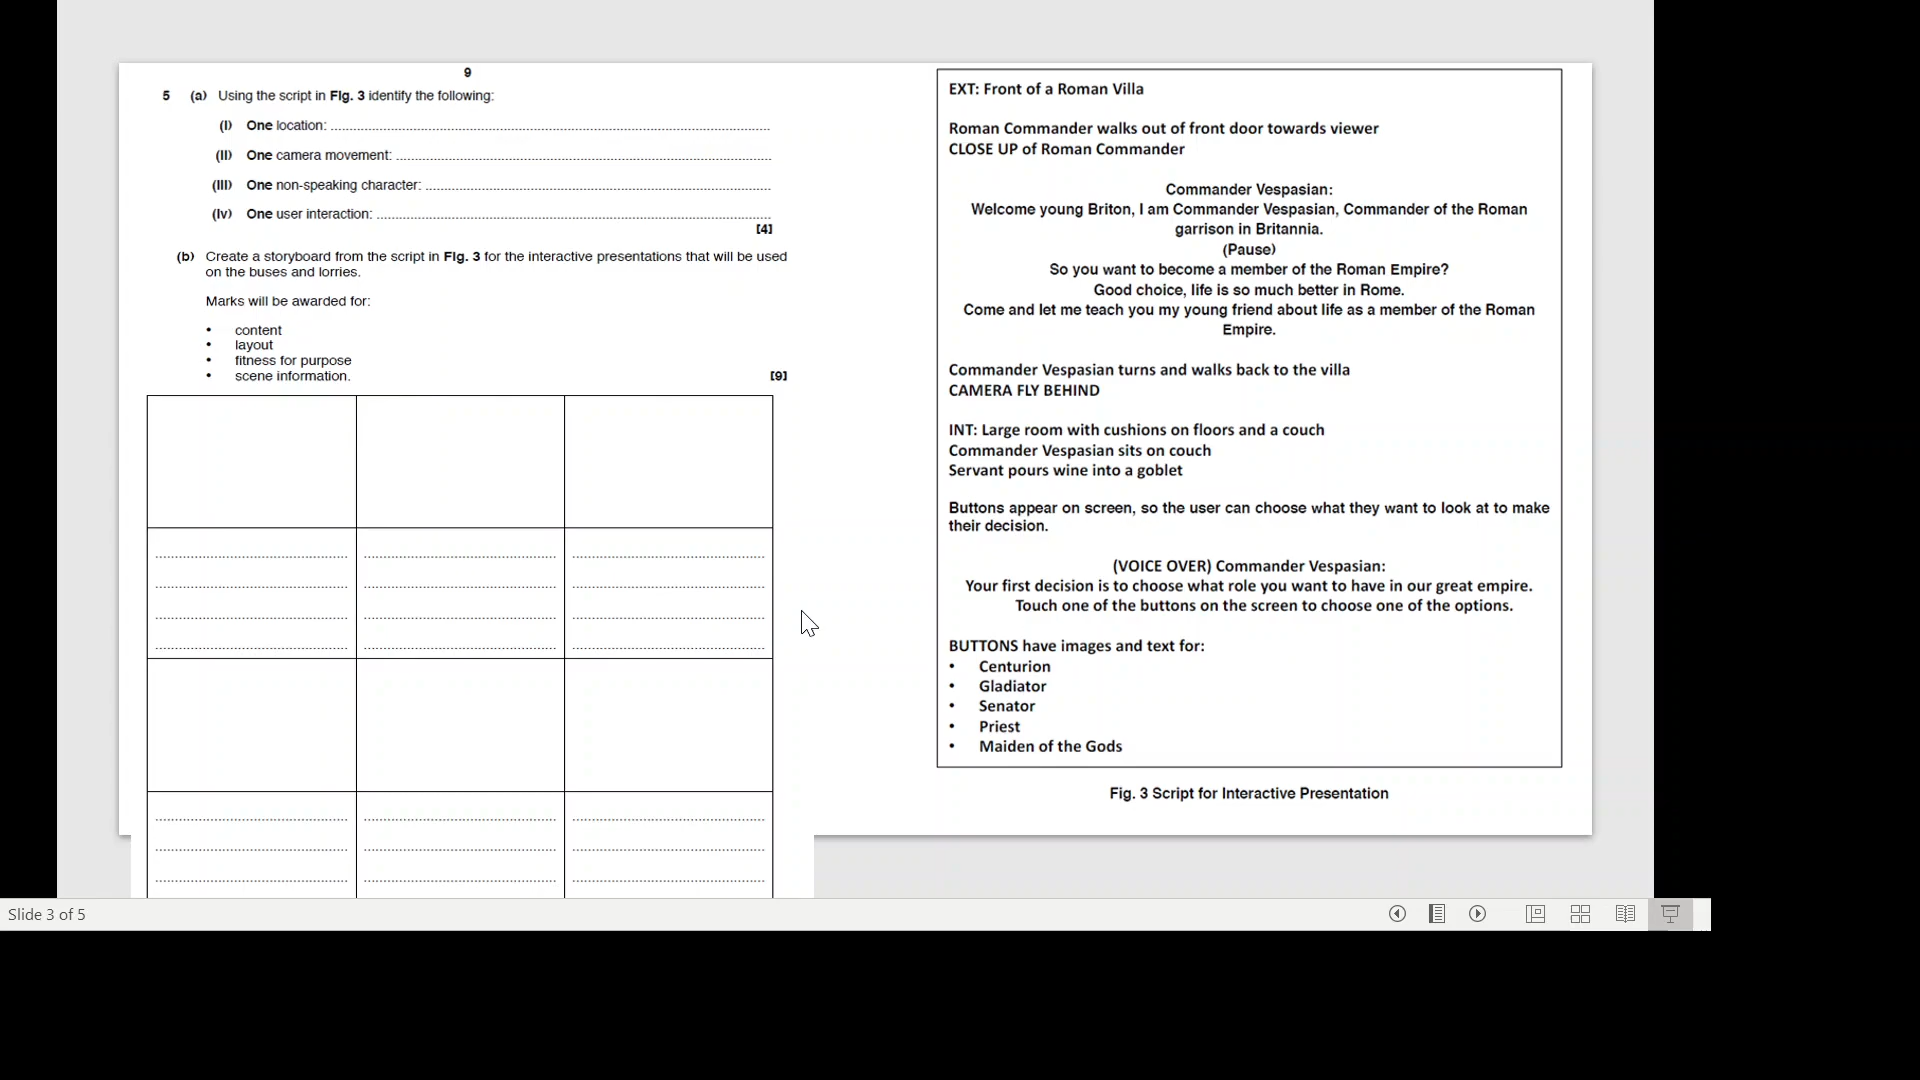 9
5 (a) Using the script in Fig. 3 identify the following:
(i) One location: ........................................
(ii) One camera movement: ........................................
(iii) One non-speaking character: ........................................
(iv) One user interaction: ........................................
[4]
(b) Create a storyboard from the script in Fig. 3 for the interactive presentations that will be used
on the buses and lorries.
Marks will be awarded for:
• content
• layout
• fitness for purpose
• scene information.
[9]
EXT: Front of a Roman Villa
Roman Commander walks out of front door towards viewer
CLOSE UP of Roman Commander
Commander Vespasian:
Welcome young Briton, I am Commander Vespasian, Commander of the Roman
garrison in Britannia.
(Pause)
So you want to become a member of the Roman Empire?
Good choice, life is so much better in Rome.
Come and let me teach you my young friend about life as a member of the Roman
Empire.
Commander Vespasian turns and walks back to the villa
CAMERA FLY BEHIND
INT: Large room with cushions on floors and a couch
Commander Vespasian sits on couch
Servant pours wine into a goblet
Buttons appear on screen, so the user can choose what they want to look at to make
their decision.
(VOICE OVER) Commander Vespasian:
Your first decision is to choose what role you want to have in our great empire.
Touch one of the buttons on the screen to choose one of the options.
BUTTONS have images and text for:
• Centurion
• Gladiator
• Senator
• Priest
• Maiden of the Gods
Fig. 3 Script for Interactive Presentation
Slide 3 of 5